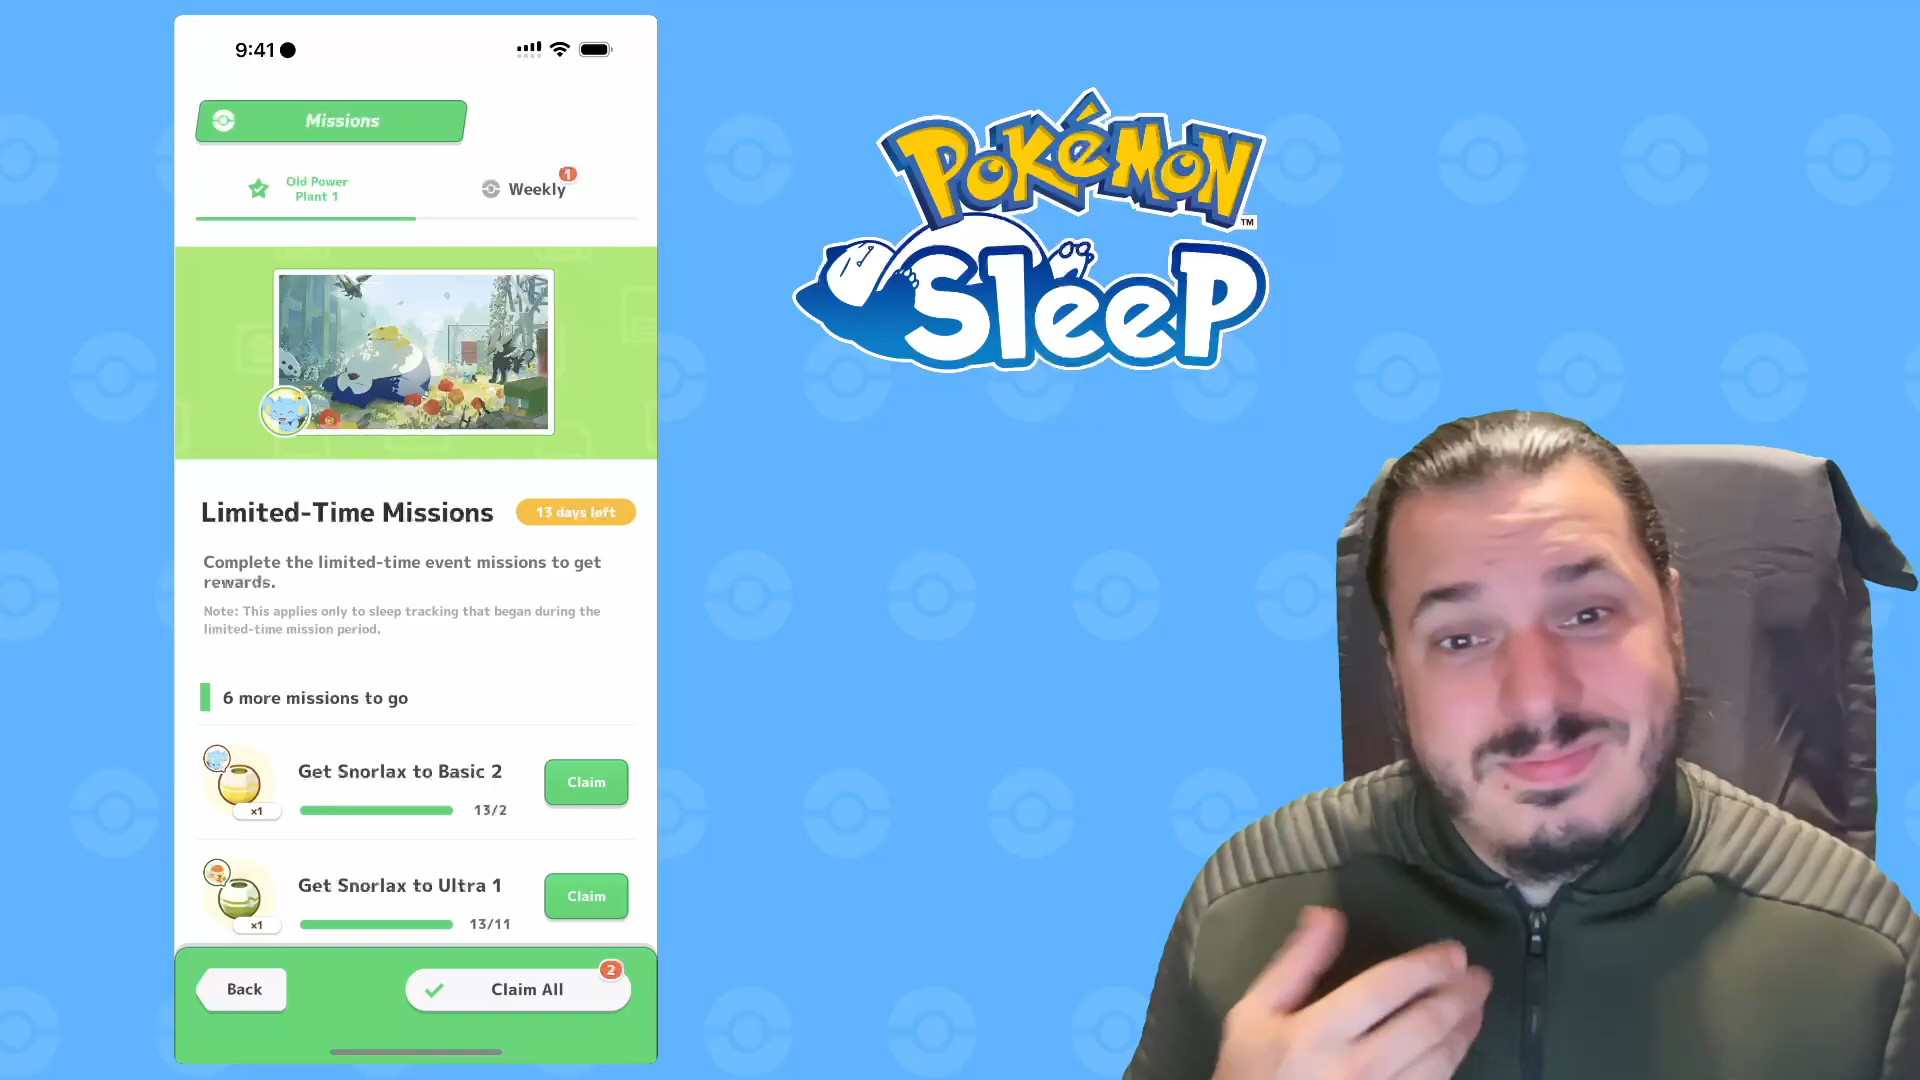 9:41
Missions
Old Power
Plant 1
Weekly
1
Limited-Time Missions
13 days left
Complete the limited-time event missions to get
rewards.
Note: This applies only to sleep tracking that began during the
limited-time mission period.
6 more missions to go
Get Snorlax to Basic 2
Claim
x1
13/2
Get Snorlax to Ultra 1
Claim
x1
13/11
Back
Claim All
2
POKéMON
TM
Sleep